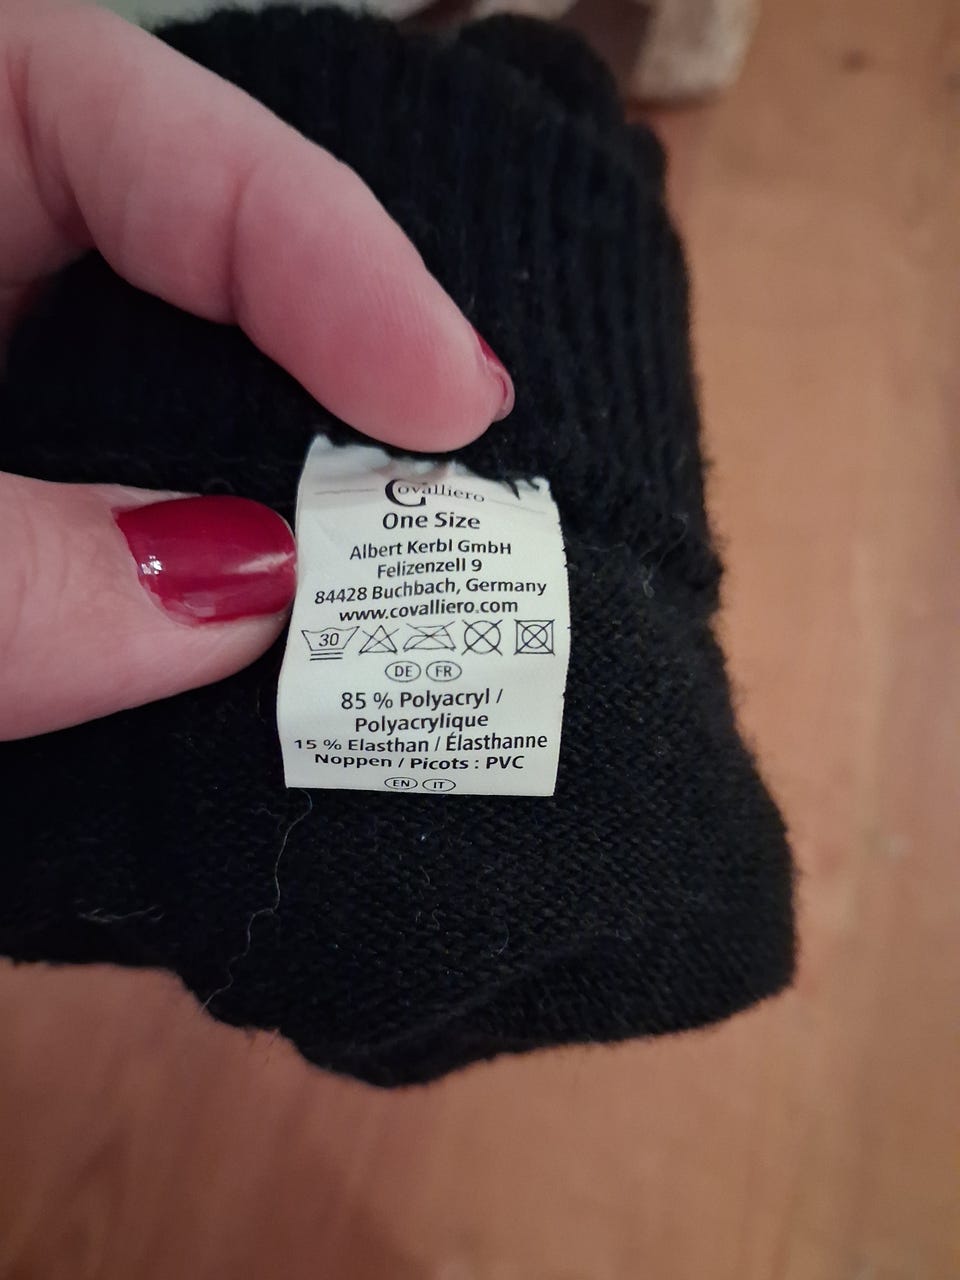 Covalliero
One Size
Albert Kerbl GmbH
Felizenzell 9
84428 Buchbach, Germany
www.covalliero.com
30
DE FR
85 % Polyacryl /
Polyacrylique
15 % Elasthan / Élasthanne
Noppen / Picots : PVC
EN IT